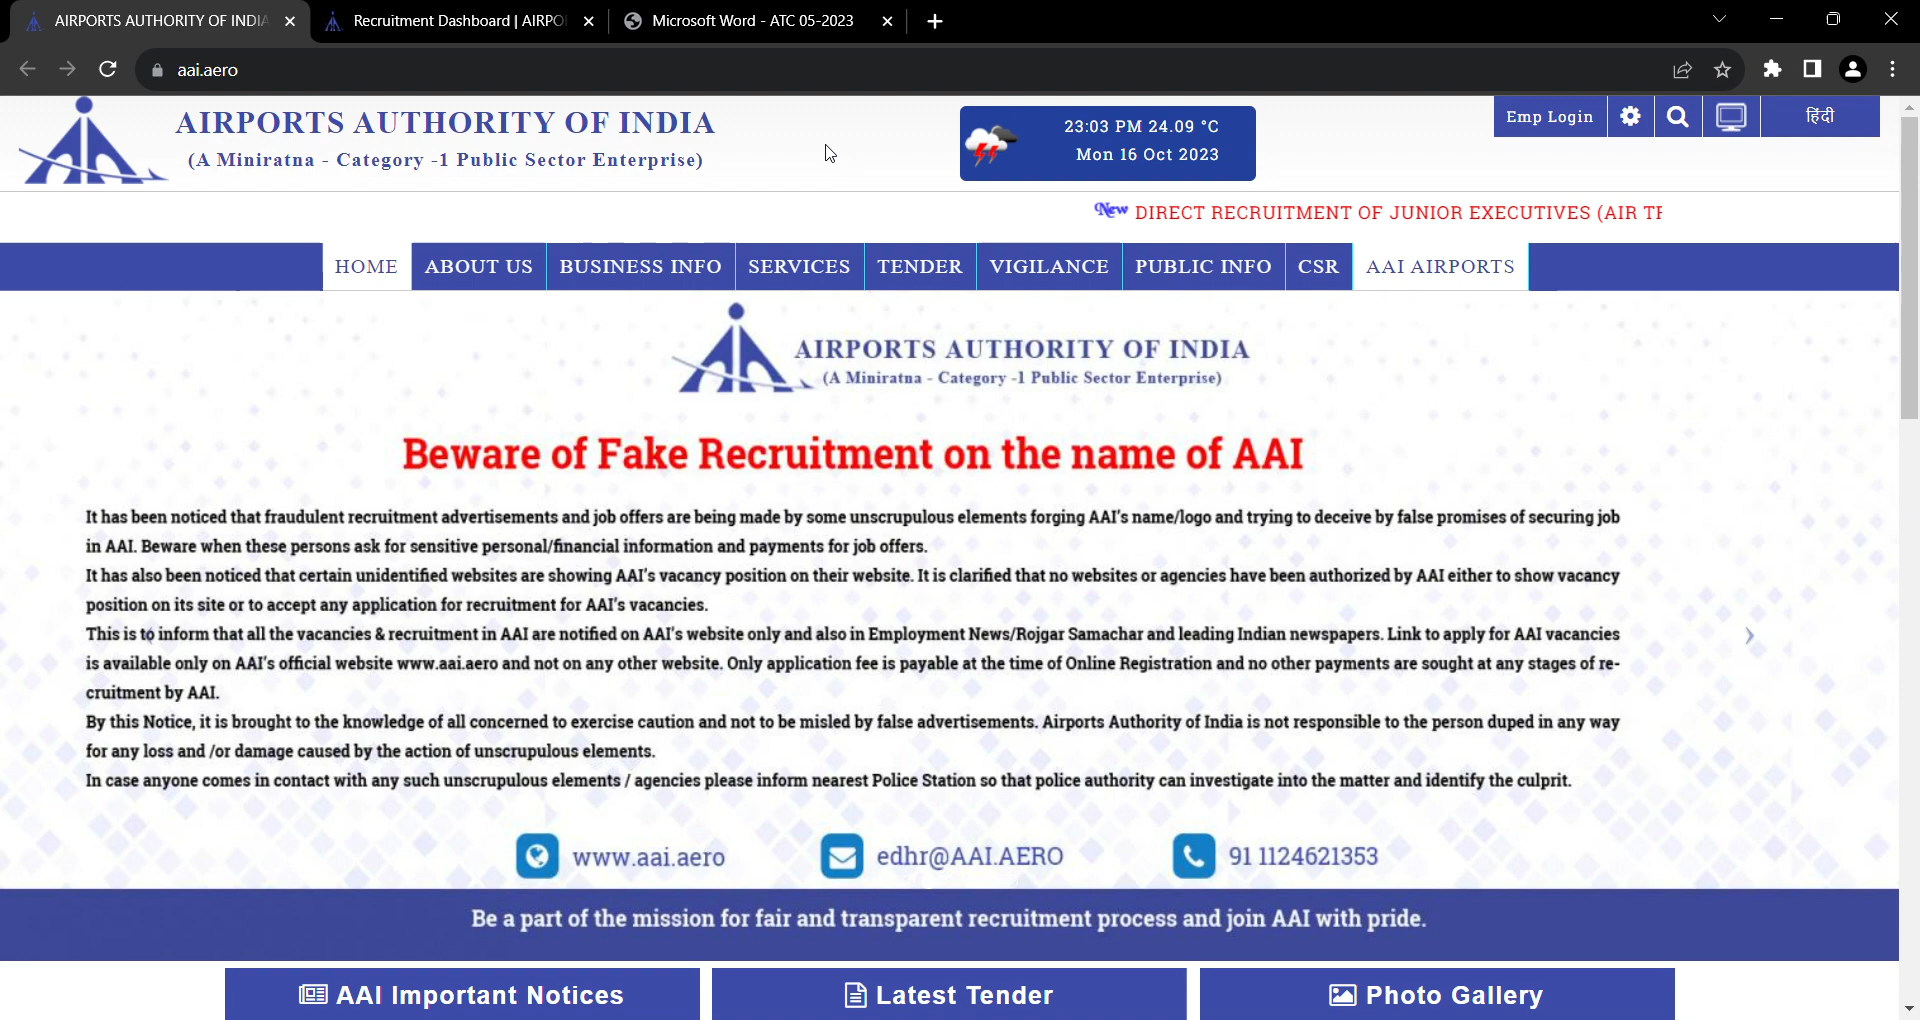 AIRPORTS AUTHORITY OF INDIA
Recruitment Dashboard | AIRPO
Microsoft Word - ATC 05-2023
aai.aero
AIRPORTS AUTHORITY OF INDIA
(A Miniratna - Category -1 Public Sector Enterprise)
23:03 PM 24.09 °C
Mon 16 Oct 2023
Emp Login
हिंदी
New DIRECT RECRUITMENT OF JUNIOR EXECUTIVES (AIR TR
HOME ABOUT US BUSINESS INFO SERVICES TENDER VIGILANCE PUBLIC INFO CSR AAI AIRPORTS
AIRPORTS AUTHORITY OF INDIA
(A Miniratna - Category -1 Public Sector Enterprise)
Beware of Fake Recruitment on the name of AAI
It has been noticed that fraudulent recruitment advertisements and job offers are being made by some unscrupulous elements forging AAI's name/logo and trying to deceive by false promises of securing job
in AAI. Beware when these persons ask for sensitive personal/financial information and payments for job offers.
It has also been noticed that certain unidentified websites are showing AAI's vacancy position on their website. It is clarified that no websites or agencies have been authorized by AAI either to show vacancy
position on its site or to accept any application for recruitment for AAI's vacancies.
This is to inform that all the vacancies & recruitment in AAI are notified on AAI's website only and also in Employment News/Rojgar Samachar and leading Indian newspapers. Link to apply for AAI vacancies
is available only on AAI's official website www.aai.aero and not on any other website. Only application fee is payable at the time of Online Registration and no other payments are sought at any stages of re-
cruitment by AAI.
By this Notice, it is brought to the knowledge of all concerned to exercise caution and not to be misled by false advertisements. Airports Authority of India is not responsible to the person duped in any way
for any loss and /or damage caused by the action of unscrupulous elements.
In case anyone comes in contact with any such unscrupulous elements / agencies please inform nearest Police Station so that police authority can investigate into the matter and identify the culprit.
www.aai.aero
edhr@AAI.AERO
91 1124621353
Be a part of the mission for fair and transparent recruitment process and join AAI with pride.
AAI Important Notices
Latest Tender
Photo Gallery